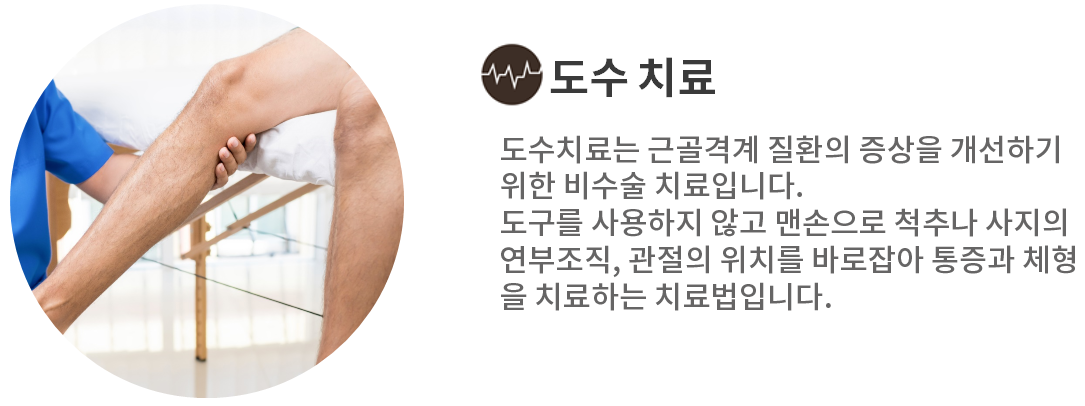 도수 치료
도수치료는 근골격계 질환의 증상을 개선하기
위한 비수술 치료입니다.
도구를 사용하지 않고 맨손으로 척추나 사지의
연부조직, 관절의 위치를 바로잡아 통증과 체형
을 치료하는 치료법입니다.